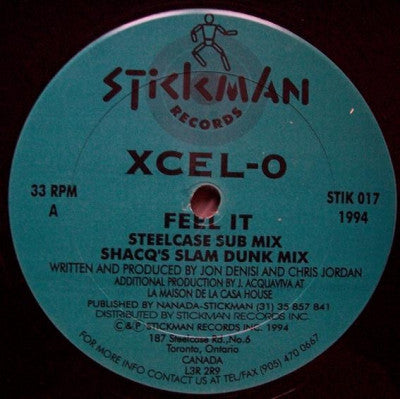 STICKMAN
RECORDS
XCEL-O
33 RPM
A
STIK 017
1994
FEEL IT
STEELCASE SUB MIX
SHACQ'S SLAM DUNK MIX
WRITTEN AND PRODUCED BY JON DENISI AND CHRIS JORDAN
ADDITIONAL PRODUCTION BY J. ACQUAVIVA AT
LA MAISON DE LA CASA HOUSE
PUBLISHED BY NANADA-STICKMAN (31) 35 857 841
DISTRIBUTED BY STICKMAN RECORDS INC
© & ℗ STICKMAN RECORDS INC. 1994
187 Steelcase Rd.,No.6
Toronto, Ontario
CANADA
L3R 2R9
FOR MORE INFO CONTACT US AT TEL/FAX (905) 470 0667